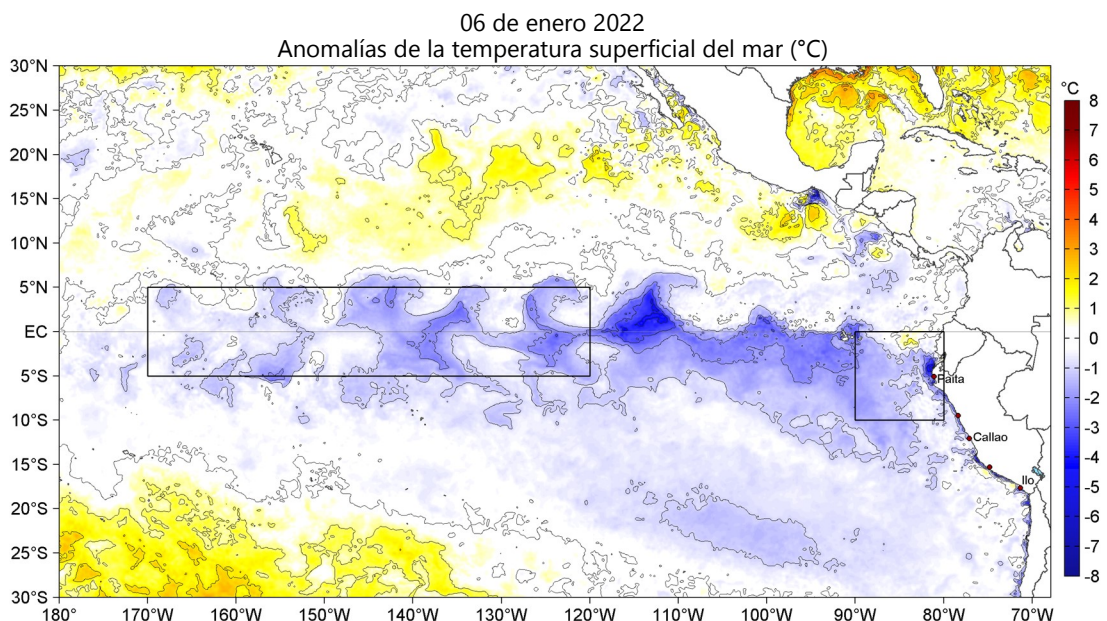 06 de enero 2022
Anomalías de la temperatura superficial del mar (°C)
30°N
25°N
20°N
15°N
10°N
5°N
EC
5°S
10°S
15°S
20°S
25°S
30°S
180
170°W
160°W
150°W
140°W
130°W
120°W
110°W
100°W
90°W
80°W
70°W
Paita
Callao
Ilo
°C
8
7
6
5
4
3
2
1
0
-1
-2
-3
-4
-5
-6
-7
-8